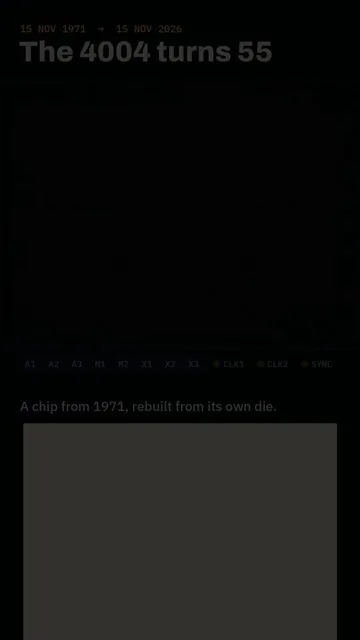 15 NOV 1971 → 15 NOV 2026
The 4004 turns 55
A1 A2 A3 M1 M2 X1 X2 X3 CLK1 CLK2 SYNC
A chip from 1971, rebuilt from its own die.